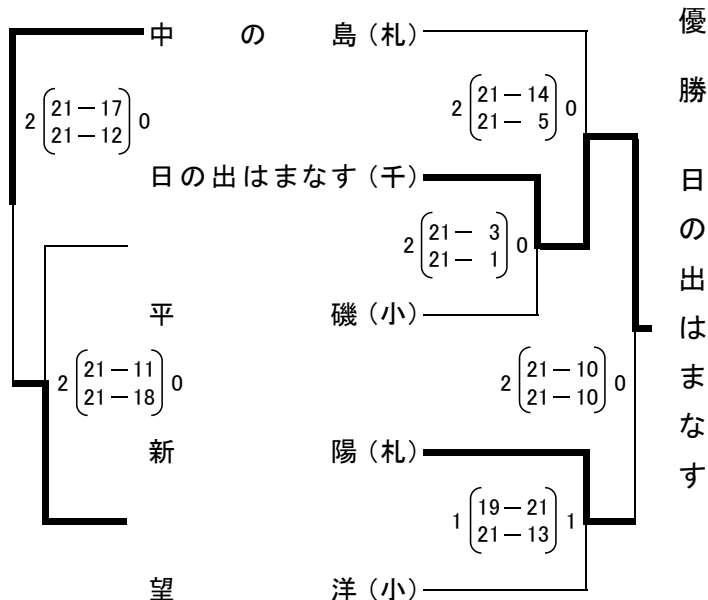 中の島（札）
2 21－17 0
21－12
2 21－14 0
21－ 5
日の出はまなす（千）
2 21－ 3 0
21－ 1
平磯（小）
2 21－11 0
21－18
2 21－10 0
21－10
新陽（札）
1 19－21 1
21－13
望洋（小）
優勝 日の出はまなす